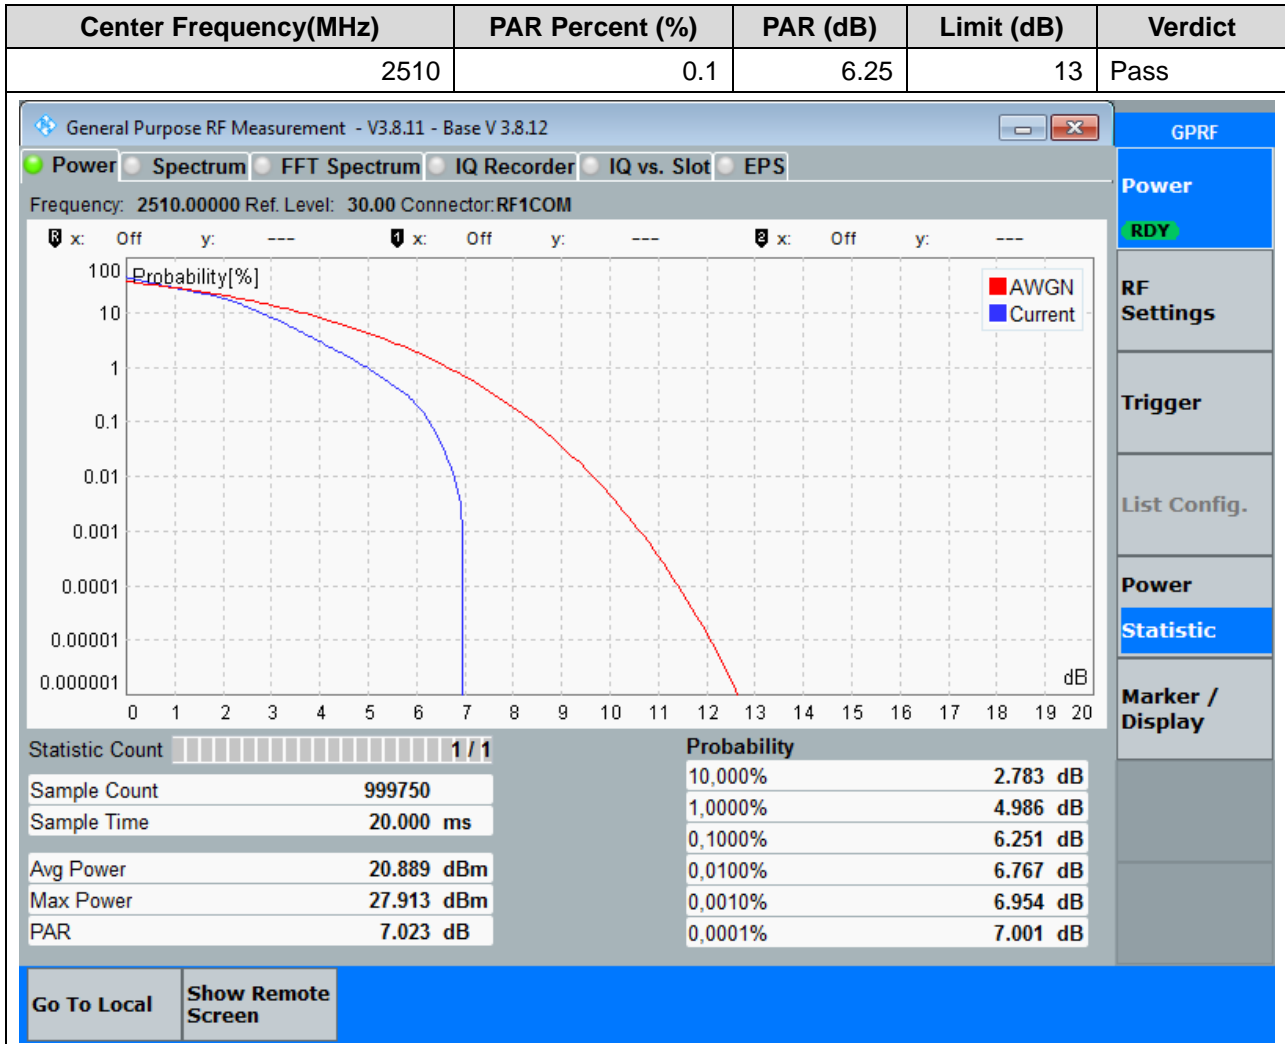 Center Frequency(MHz) PAR Percent (%) PAR (dB) Limit (dB) Verdict
2510 0.1 6.25 13 Pass
General Purpose RF Measurement - V3.8.11 - Base V 3.8.12
GPRF
Power Spectrum FFT Spectrum IQ Recorder IQ vs. Slot EPS
Frequency: 2510.00000 Ref. Level: 30.00 Connector:RF1COM
R x: Off y: --- 1 x: Off y: --- 2 x: Off y: ---
Power
RDY
RF
Settings
Trigger
List Config.
Power
Statistic
Marker /
Display
Probability[%]
AWGN
Current
100
10
1
0.1
0.01
0.001
0.0001
0.00001
0.000001
dB
0 1 2 3 4 5 6 7 8 9 10 11 12 13 14 15 16 17 18 19 20
Statistic Count 1 / 1
Sample Count 999750
Sample Time 20.000 ms
Avg Power 20.889 dBm
Max Power 27.913 dBm
PAR 7.023 dB
Probability
10,000% 2.783 dB
1,0000% 4.986 dB
0,1000% 6.251 dB
0,0100% 6.767 dB
0,0010% 6.954 dB
0,0001% 7.001 dB
Go To Local
Show Remote
Screen